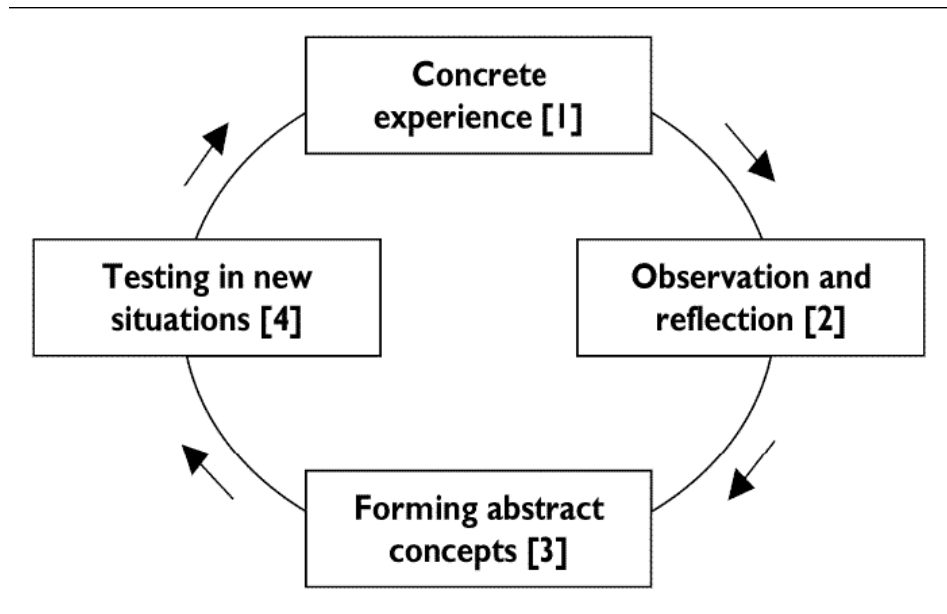 Concrete
experience [1]
Observation and
reflection [2]
Forming abstract
concepts [3]
Testing in new
situations [4]